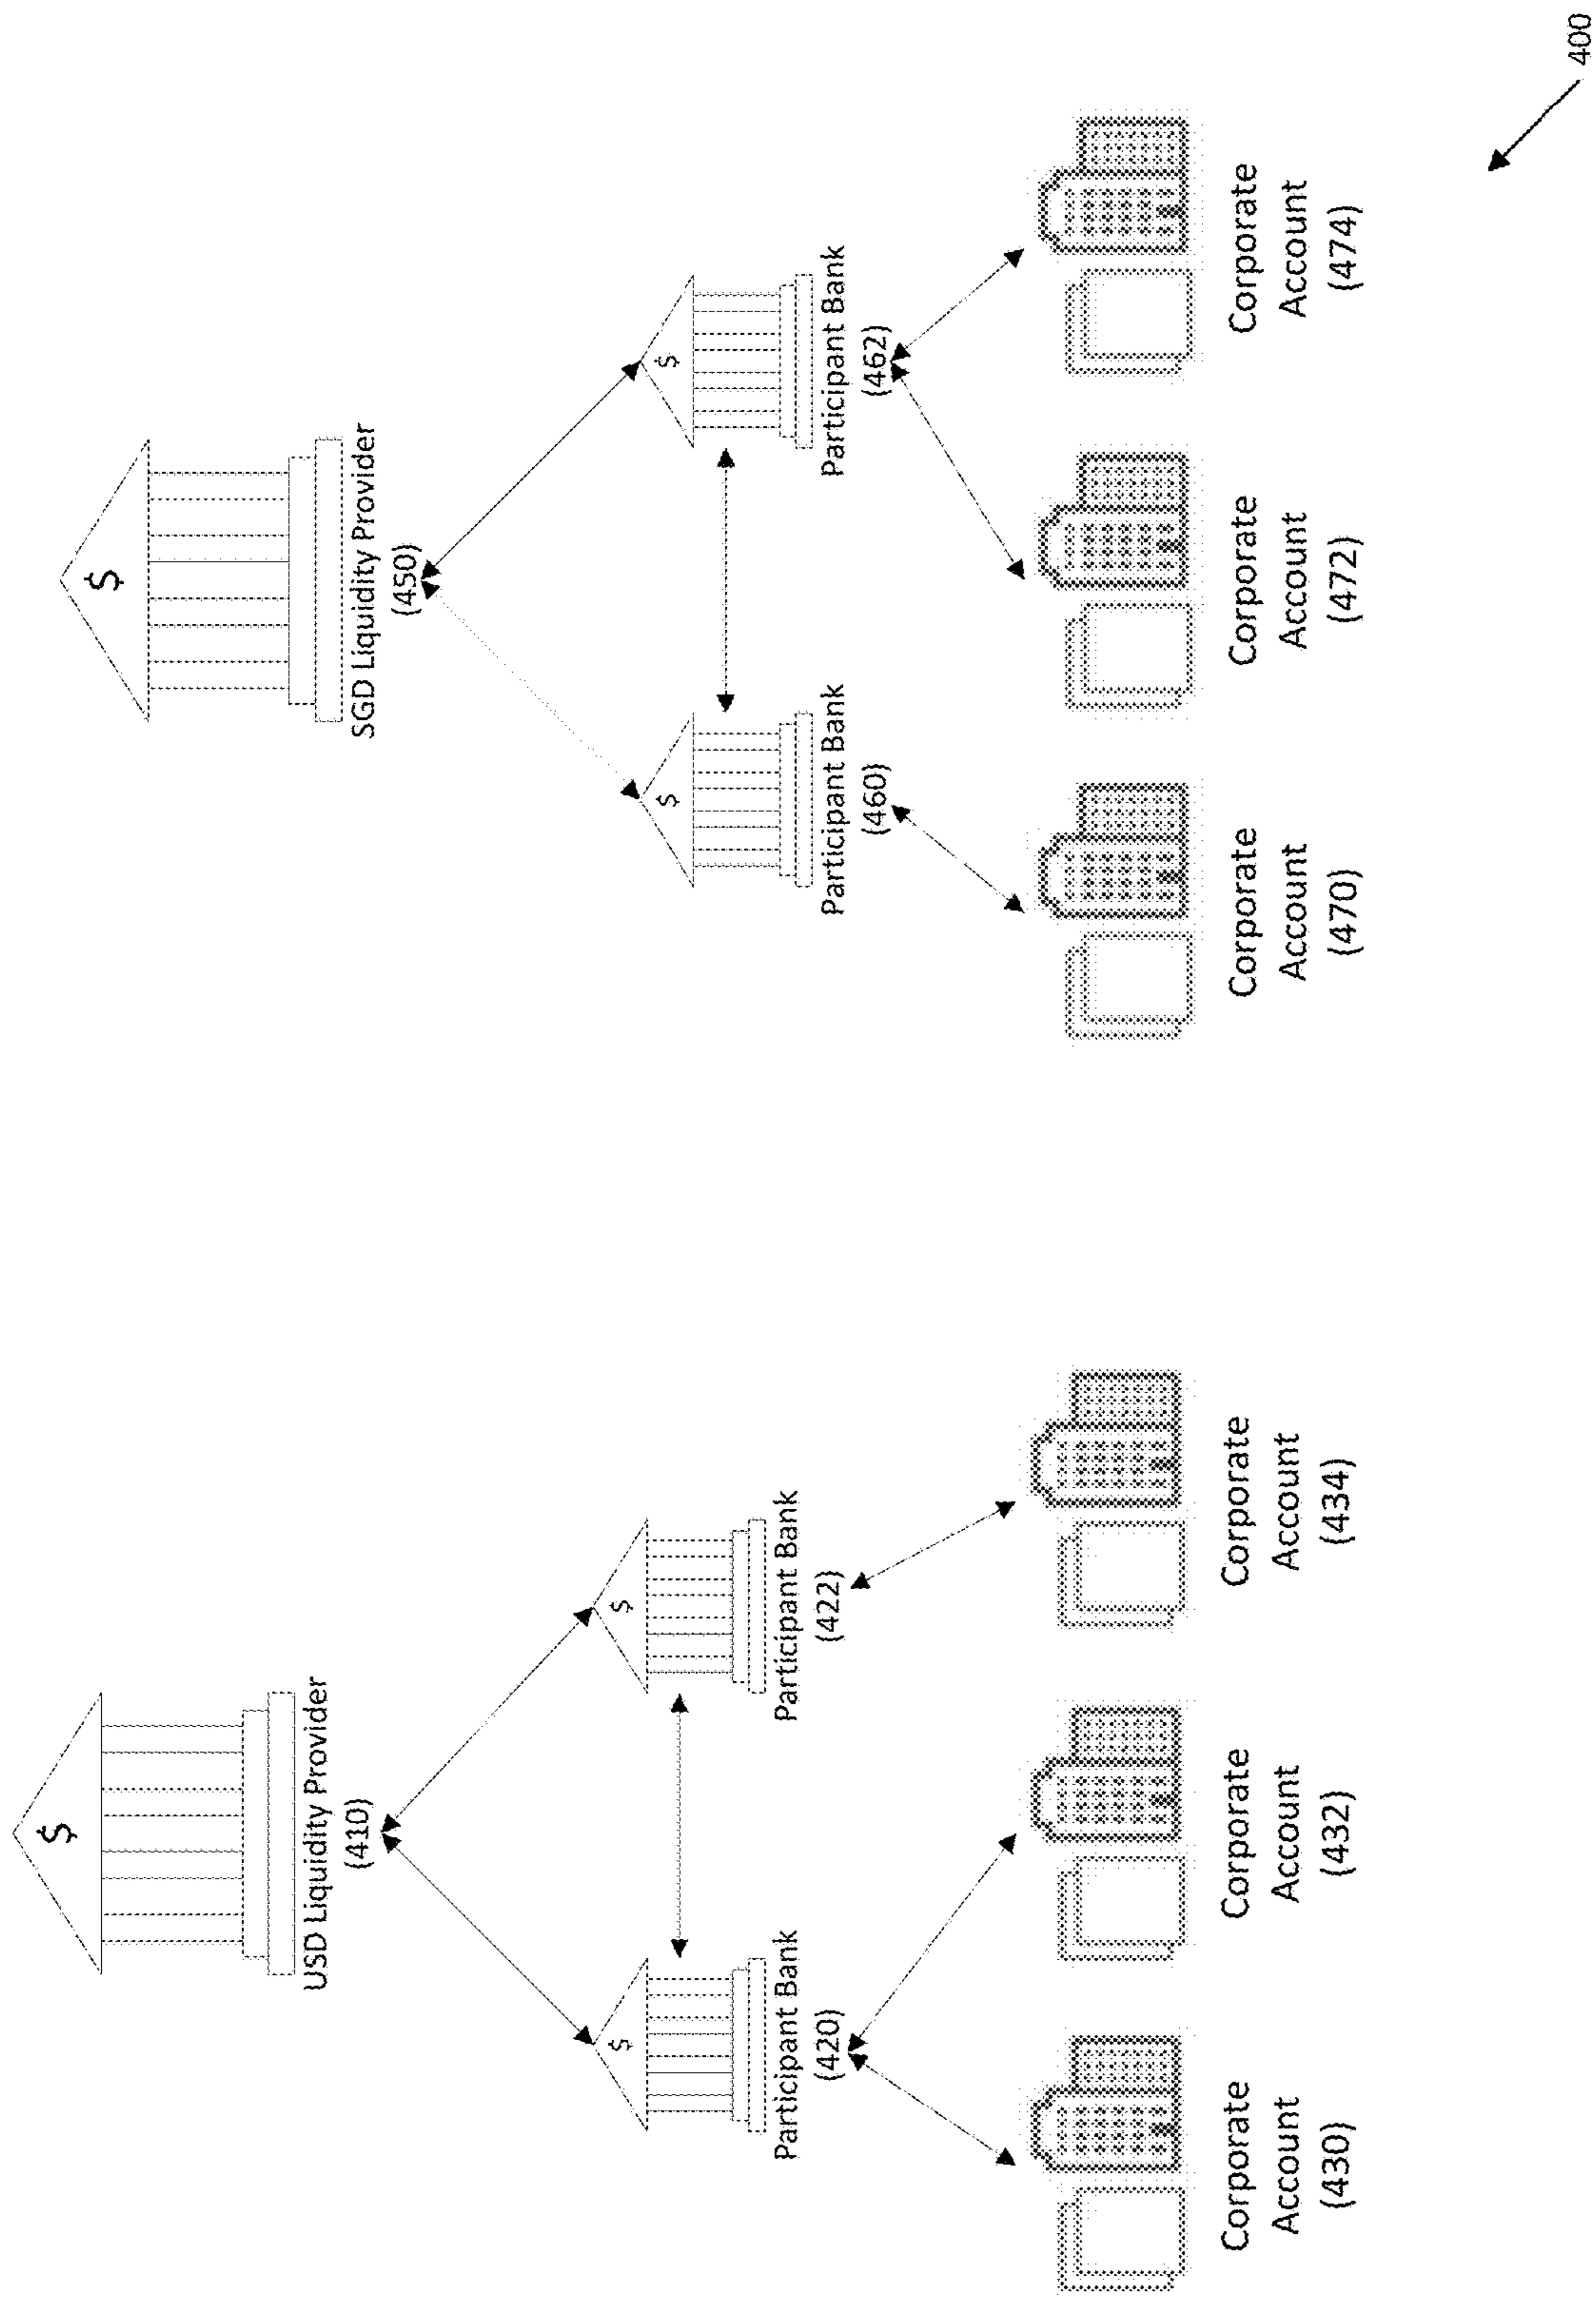 $
USD Liquidity Provider
(410)
$
Participant Bank
(420)
$
Participant Bank
(422)
Corporate
Account
(430)
Corporate
Account
(432)
Corporate
Account
(434)
$
SGD Liquidity Provider
(450)
$
Participant Bank
(460)
$
Participant Bank
(462)
Corporate
Account
(470)
Corporate
Account
(472)
Corporate
Account
(474)
400